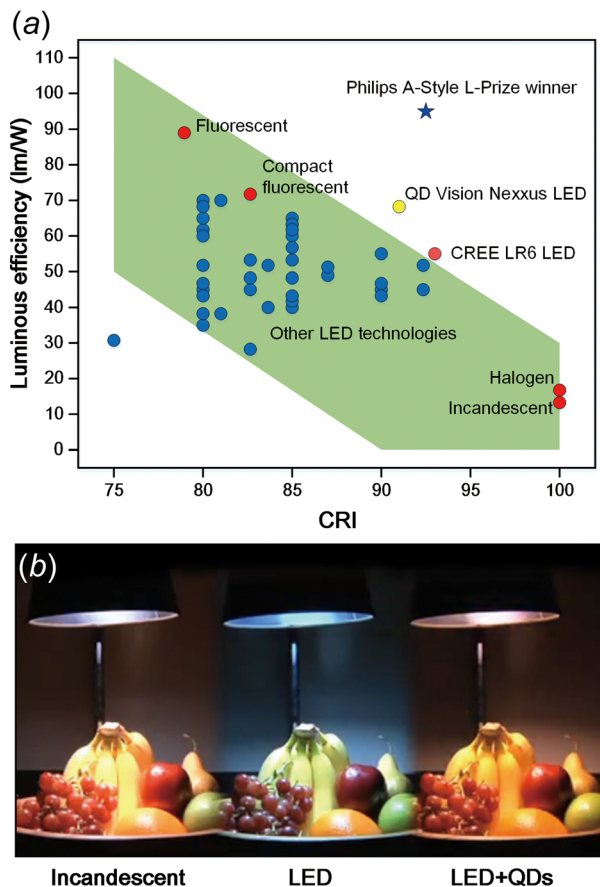 (a)
110
100
90
80
70
60
50
40
30
20
10
0
Luminous efficiency (lm/W)
Philips A-Style L-Prize winner
Fluorescent
Compact
fluorescent
QD Vision Nexxus LED
CREE LR6 LED
Other LED technologies
Halogen
Incandescent
75
80
85
90
95
100
CRI
(b)
Incandescent
LED
LED+QDs